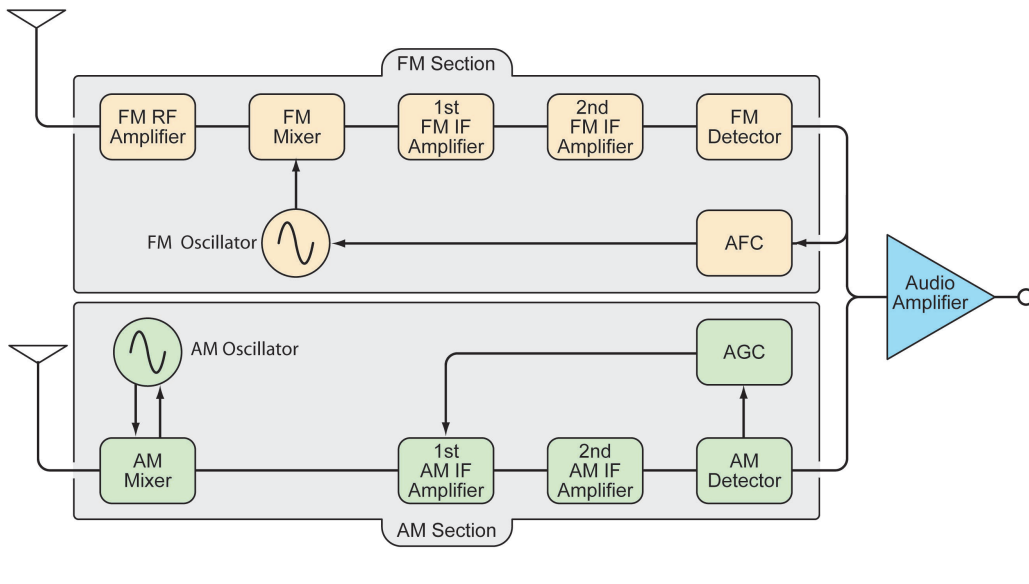 FM Section
FM RF
Amplifier
FM
Mixer
1st
FM IF
Amplifier
2nd
FM IF
Amplifier
FM
Detector
FM Oscillator
AFC
Audio
Amplifier
AM Oscillator
AGC
AM
Mixer
1st
AM IF
Amplifier
2nd
AM IF
Amplifier
AM
Detector
AM Section